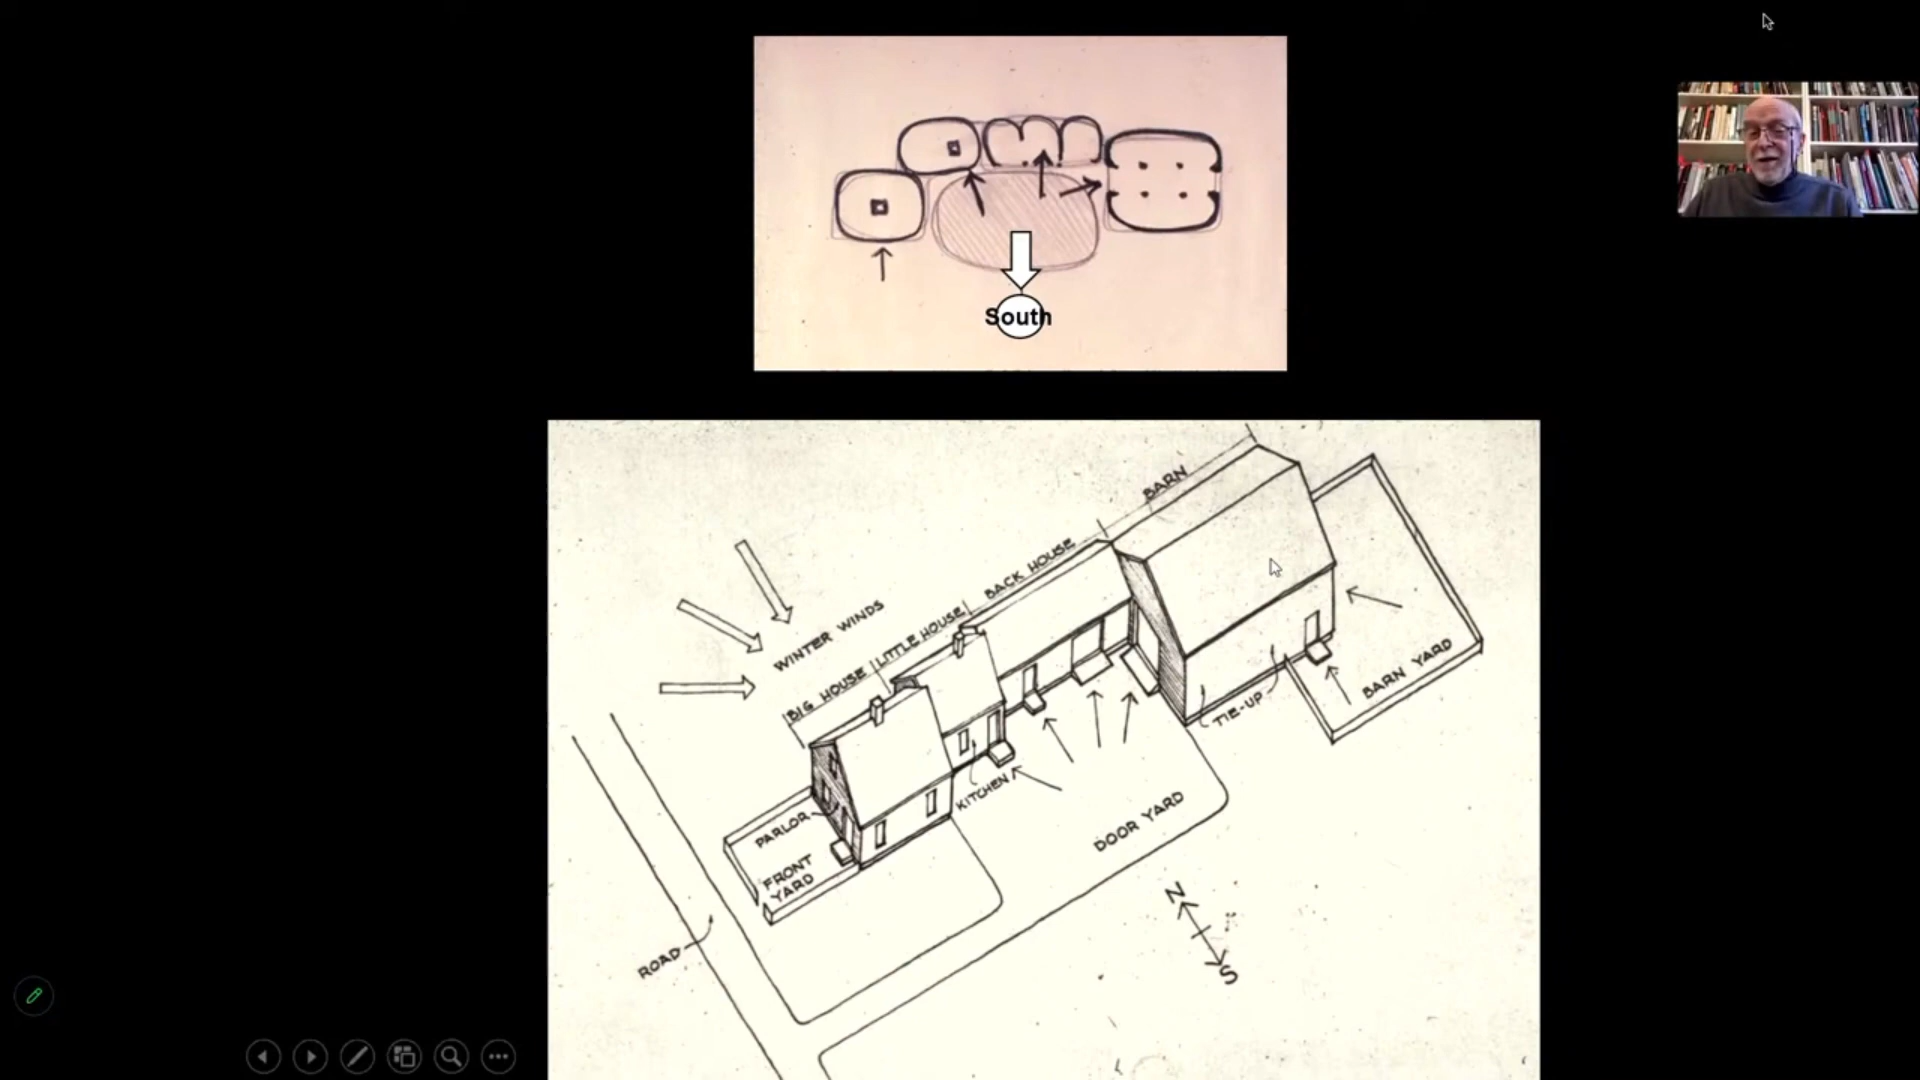 South
BARN
BACK HOUSE
LITTLE HOUSE
BIG HOUSE
WINTER WINDS
BARN YARD
TIE-UP
KITCHEN
PARLOR
FRONT
YARD
DOOR YARD
ROAD
N
S